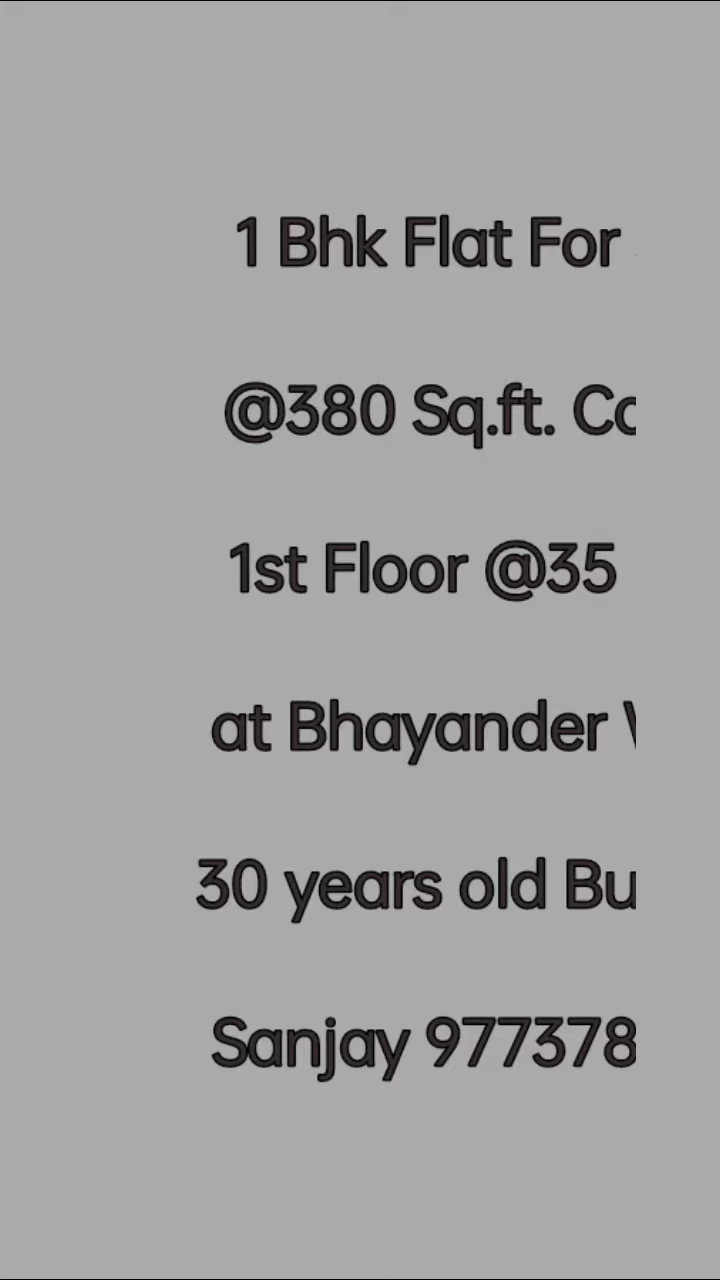 1 Bhk Flat For
@380 Sq.ft.
1st Floor @35
at Bhayander
30 years old
Sanjay 977378